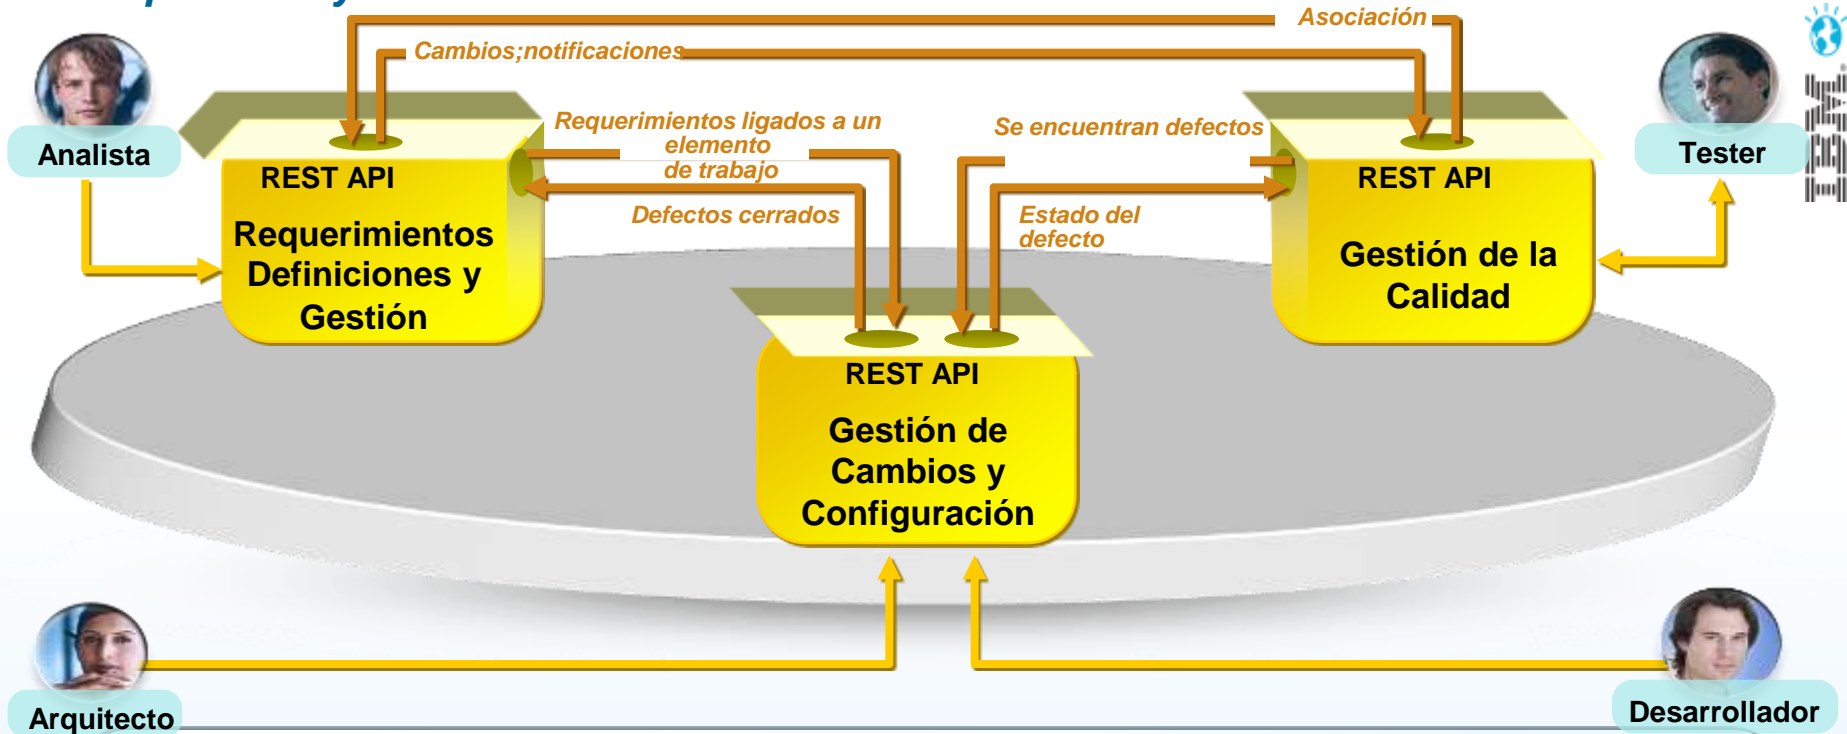 Asociación
Cambios;notificaciones
Analista
Tester
IBM.
Requerimientos ligados a un
elemento
de trabajo
Se encuentran defectos
REST API
Requerimientos
Definiciones y
Gestión
Defectos cerrados
Estado del
defecto
REST API
Gestión de la
Calidad
REST API
Gestión de
Cambios y
Configuración
Arquitecto
Desarrollador